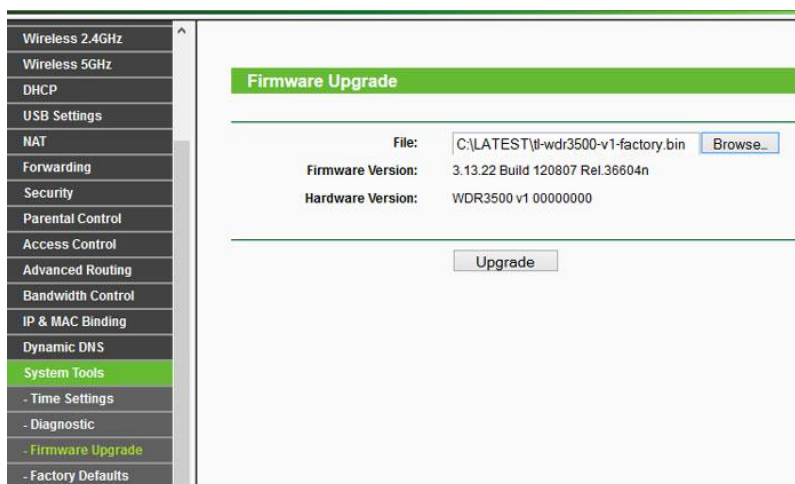 Wireless 2.4GHz
Wireless 5GHz
DHCP
USB Settings
NAT
Forwarding
Security
Parental Control
Access Control
Advanced Routing
Bandwidth Control
IP & MAC Binding
Dynamic DNS
System Tools
- Time Settings
- Diagnostic
- Firmware Upgrade
- Factory Defaults
Firmware Upgrade
File: C:\LATEST\tl-wdr3500-v1-factory.bin Browse...
Firmware Version: 3.13.22 Build 120807 Rel.36604n
Hardware Version: WDR3500 v1 00000000
Upgrade